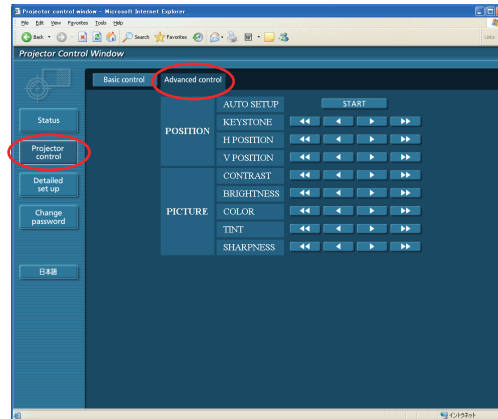 Projector control window - Microsoft Internet Explorer
File Edit View Favorites Tools Help
Back Search Favorites
Links
Projector Control Window
Basic control Advanced control
Status
Projector
control
Detailed
set up
Change
password
日本語
POSITION
AUTO SETUP START
KEYSTONE
H POSITION
V POSITION
PICTURE
CONTRAST
BRIGHTNESS
COLOR
TINT
SHARPNESS
イントラネット